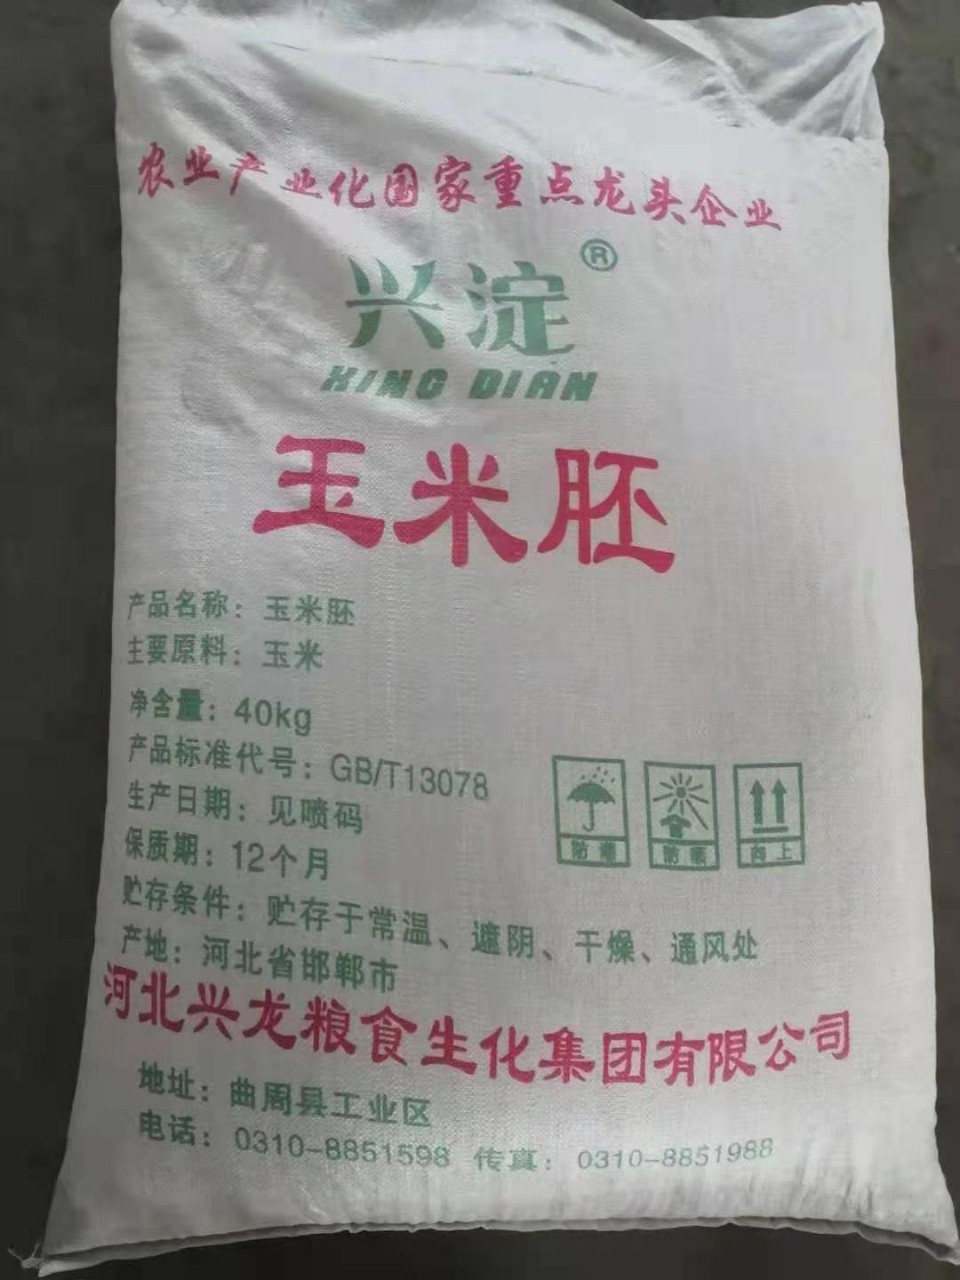 农业产业化国家重点龙头企业
兴淀®
XING DIAN
玉米胚
产品名称：玉米胚
主要原料：玉米
净含量：40kg
产品标准代号：GB/T13078
生产日期：见喷码
保质期：12个月
贮存条件：贮存于常温、遮阴、干燥、通风处
产地：河北省邯郸市
防潮 防晒 向上
河北兴龙粮食生化集团有限公司
地址：曲周县工业区
电话：0310-8851598 传真：0310-8851988